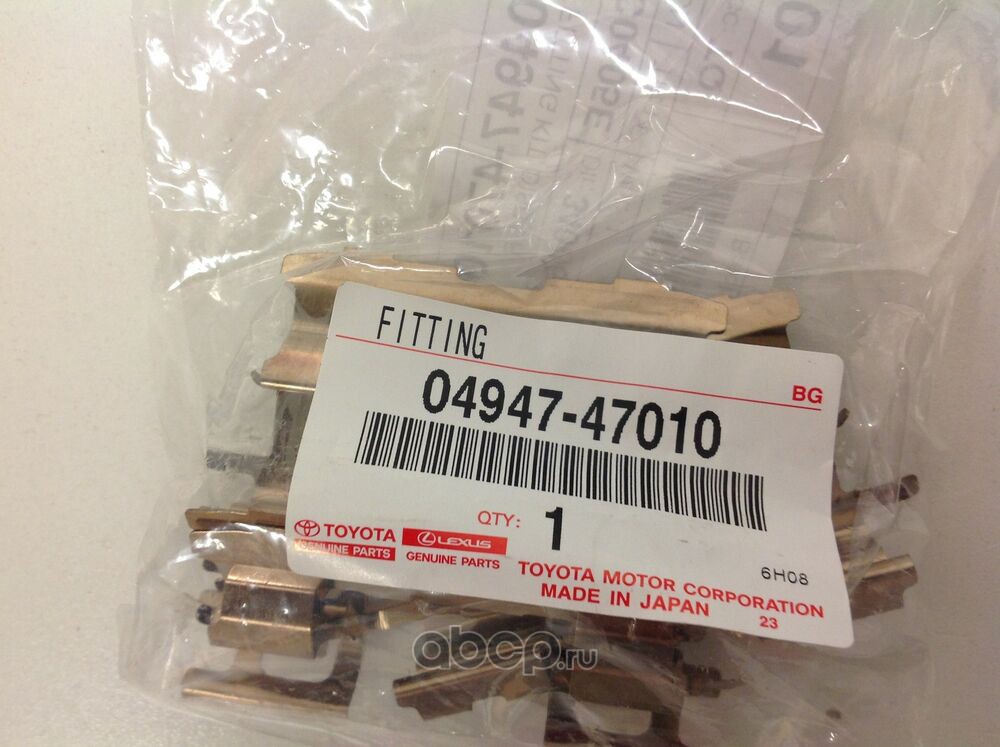 FITTING
BG
04947-47010
QTY: 1
TOYOTA
GENUINE PARTS
LEXUS
GENUINE PARTS
6H08
TOYOTA MOTOR CORPORATION
MADE IN JAPAN
23
abcp.ru